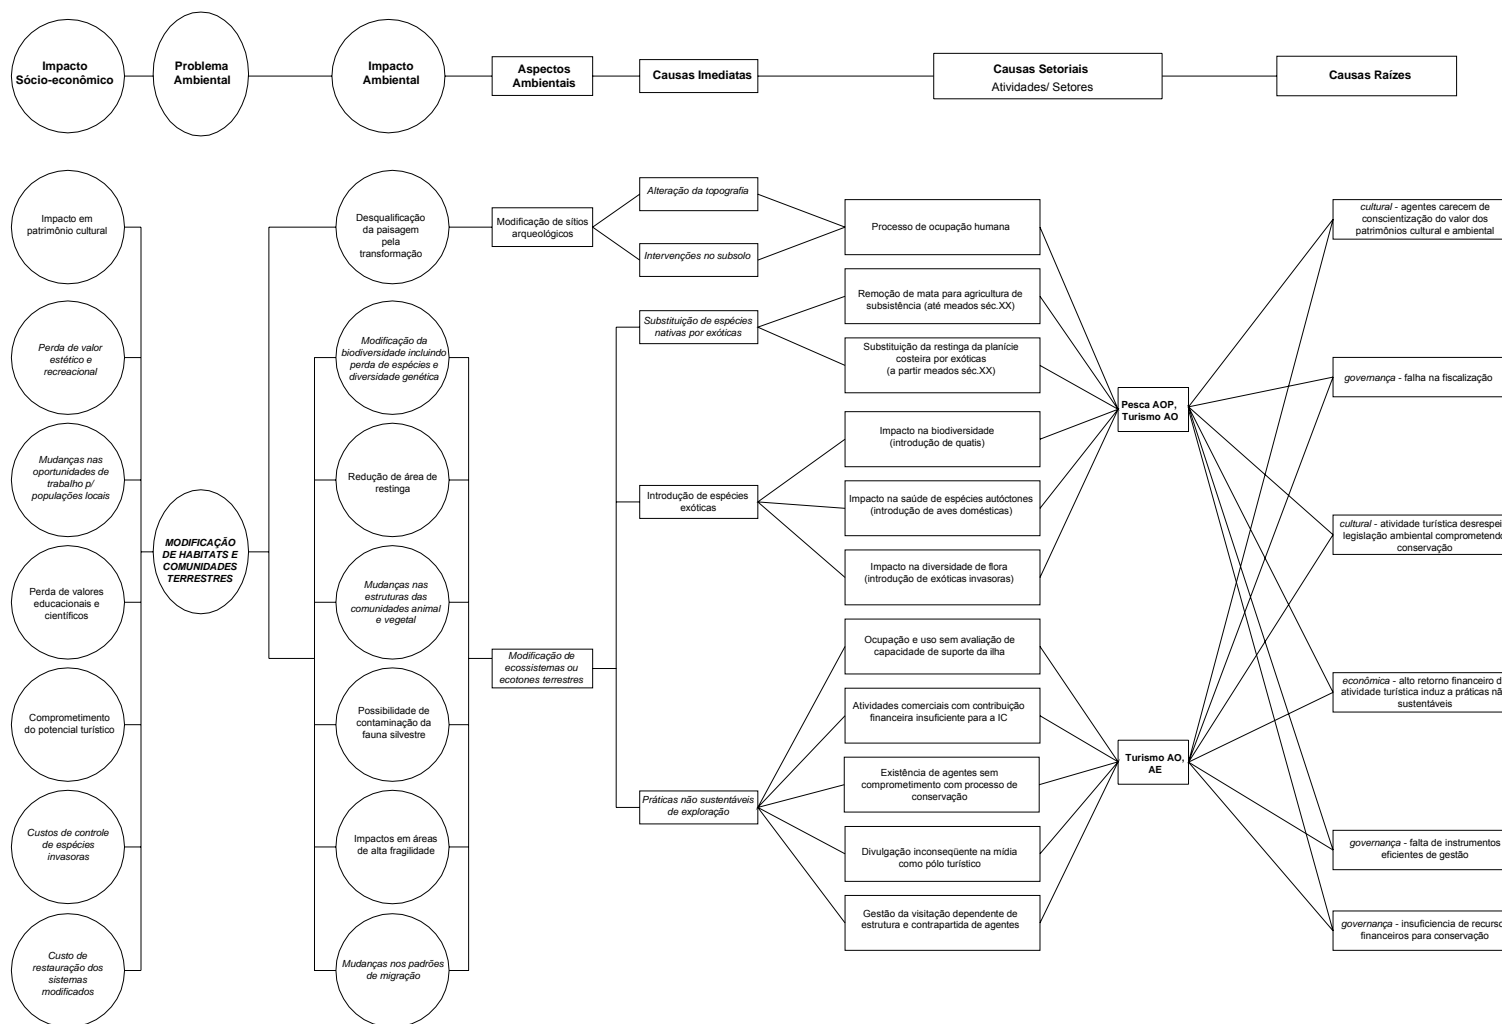 Impacto
Sócio-econômico
Problema
Ambiental
Impacto
Ambiental
Aspectos
Ambientais
Causas Imediatas
Causas Setoriais
Atividades/ Setores
Causas Raízes
Impacto em
patrimônio cultural
Perda de valor
estético e
recreacional
Mudanças nas
oportunidades de
trabalho p/
populações locais
Perda de valores
educacionais e
científicos
Comprometimento
do potencial turístico
Custos de controle
de espécies
invasoras
Custo de
restauração dos
sistemas
modificados
MODIFICAÇÃO
DE HABITATS E
COMUNIDADES
TERRESTRES
Desqualificação
da paisagem
pela
transformação
Modificação da
biodiversidade incluindo
perda de espécies e
diversidade genética
Redução de área de
restinga
Mudanças nas
estruturas das
comunidades animal
e vegetal
Possibilidade de
contaminação da
fauna silvestre
Impactos em áreas
de alta fragilidade
Mudanças nos padrões
de migração
Modificação de sítios
arqueológicos
Modificação de
ecossistemas ou
ecotones terrestres
Alteração da topografia
Intervenções no subsolo
Substituição de espécies
nativas por exóticas
Introdução de espécies
exóticas
Práticas não sustentáveis
de exploração
Processo de ocupação humana
Remoção de mata para agricultura de
subsistência (até meados séc.XX)
Substituição da restinga da planície
costeira por exóticas
(a partir meados séc.XX)
Impacto na biodiversidade
(introdução de quatis)
Impacto na saúde de espécies autóctones
(introdução de aves domésticas)
Impacto na diversidade de flora
(introdução de exóticas invasoras)
Ocupação e uso sem avaliação de
capacidade de suporte da ilha
Atividades comerciais com contribuição
financeira insuficiente para a IC
Existência de agentes sem
comprometimento com processo de
conservação
Divulgação inconseqüente na mídia
como pólo turístico
Gestão da visitação dependente de
estrutura e contrapartida de agentes
Pesca AOP,
Turismo AO
Turismo AO,
AE
cultural - agentes carecem de
conscientização do valor dos
patrimônios cultural e ambiental
governança - falha na fiscalização
cultural - atividade turística desrespei
legislação ambiental comprometendo
conservação
econômica - alto retorno financeiro d
atividade turística induz a práticas nã
sustentáveis
governança - falta de instrumentos
eficientes de gestão
governança - insuficiencia de recurso
financeiros para conservação